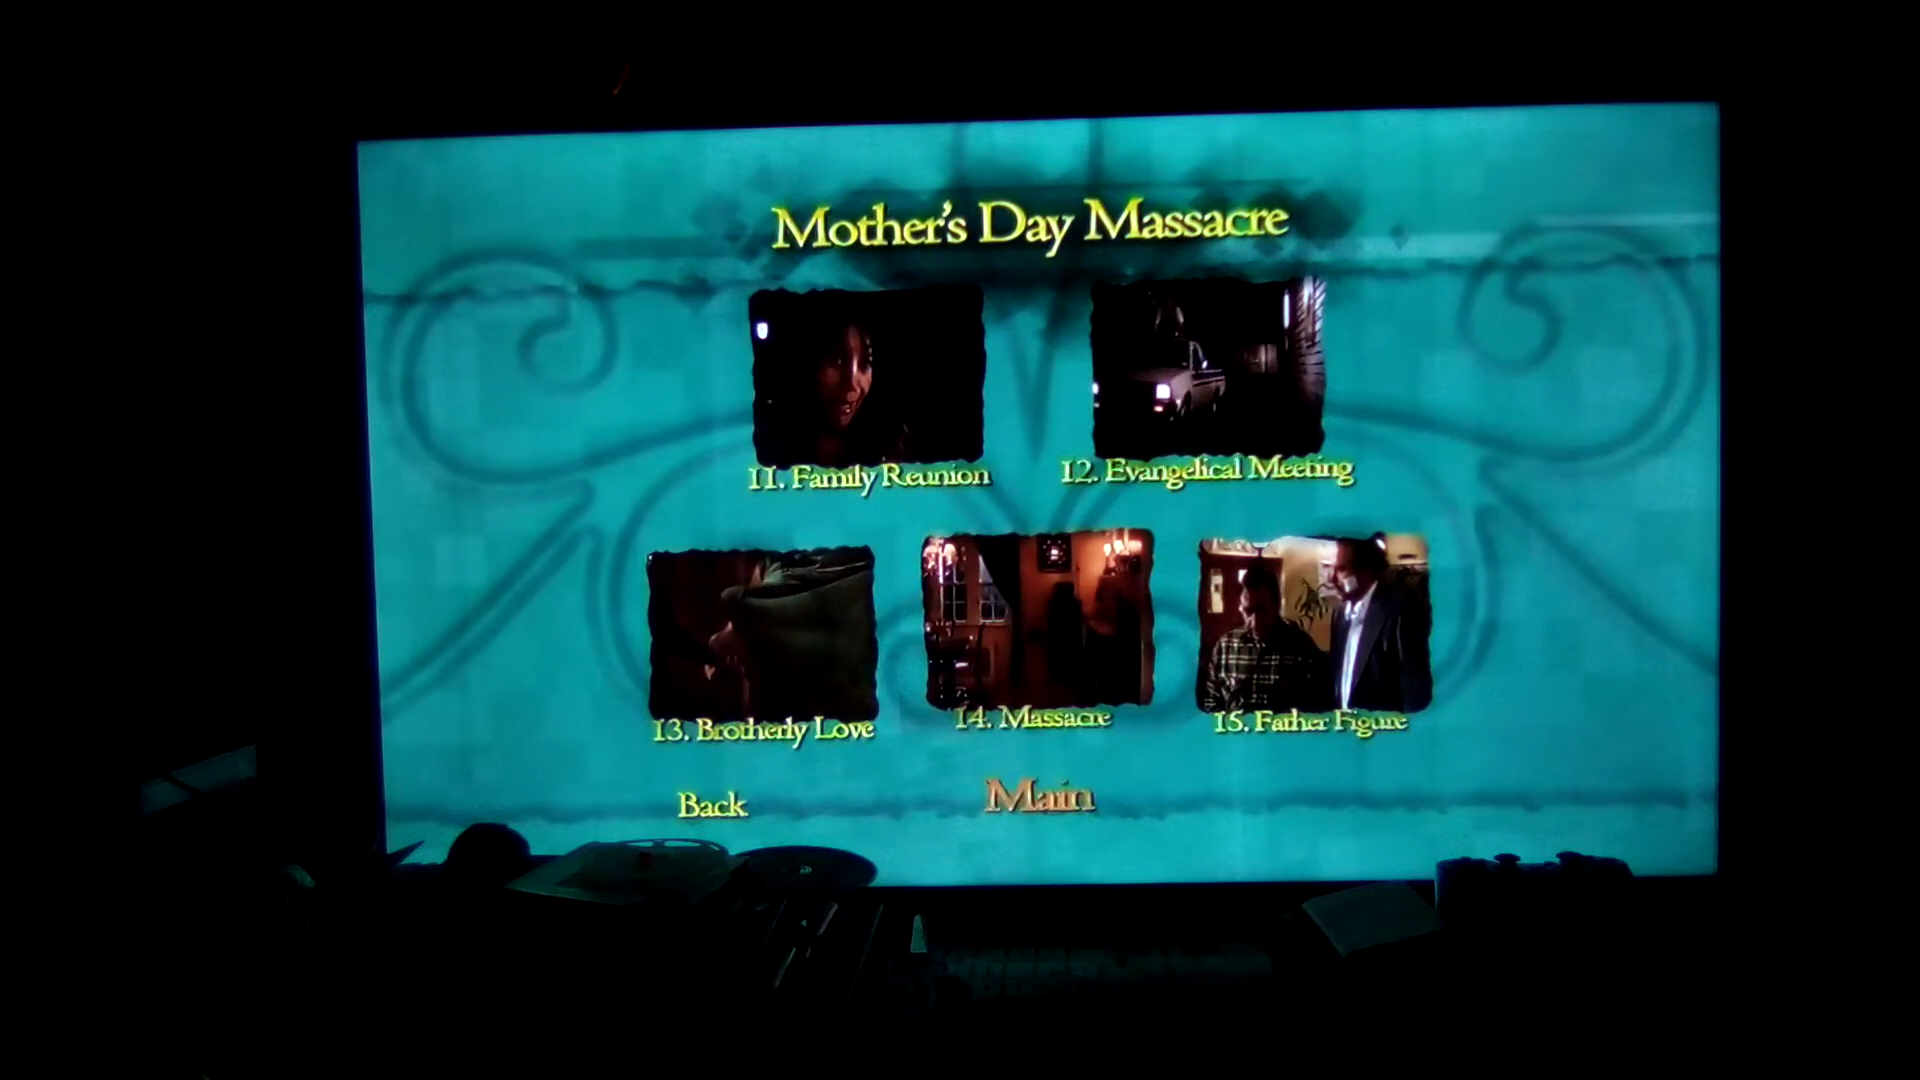 Mother's Day Massacre
11. Family Reunion
12. Evangelical Meeting
13. Brotherly Love
14. Massacre
15. Father Figure
Back
Main